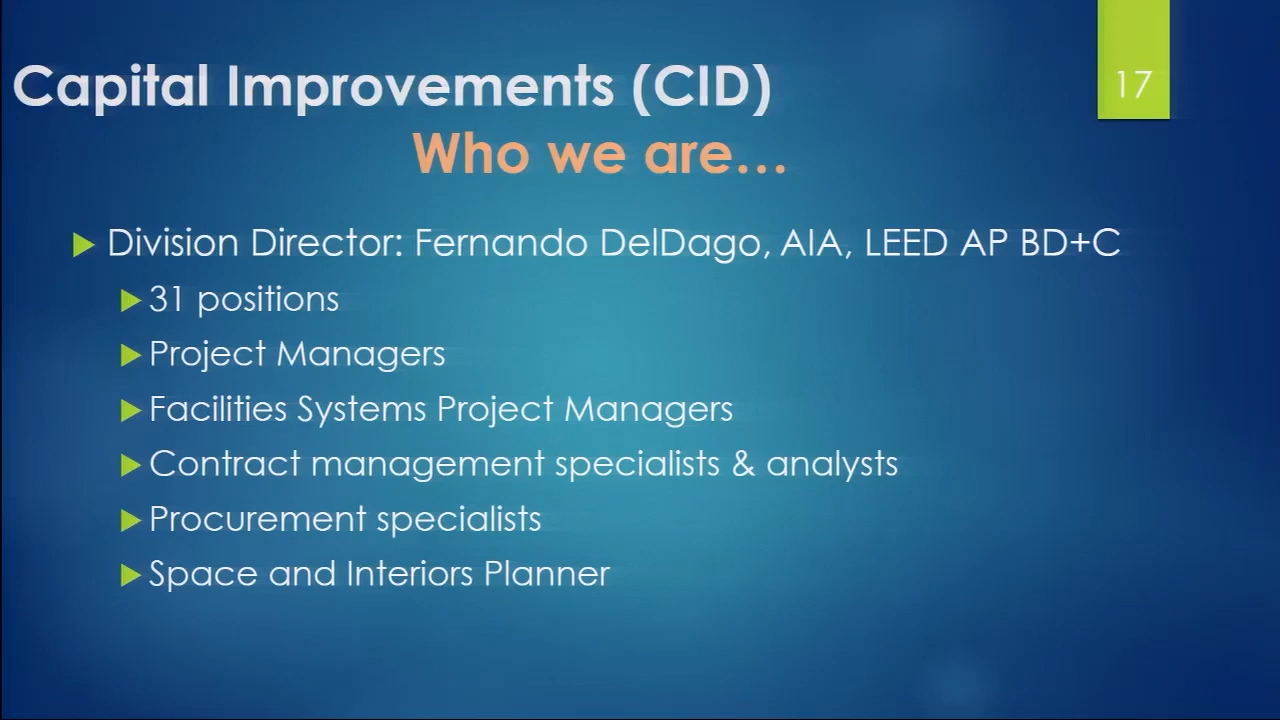 Capital Improvements (CID)
17
Who we are…
Division Director: Fernando DelDago, AIA, LEED AP BD+C
31 positions
Project Managers
Facilities Systems Project Managers
Contract management specialists & analysts
Procurement specialists
Space and Interiors Planner